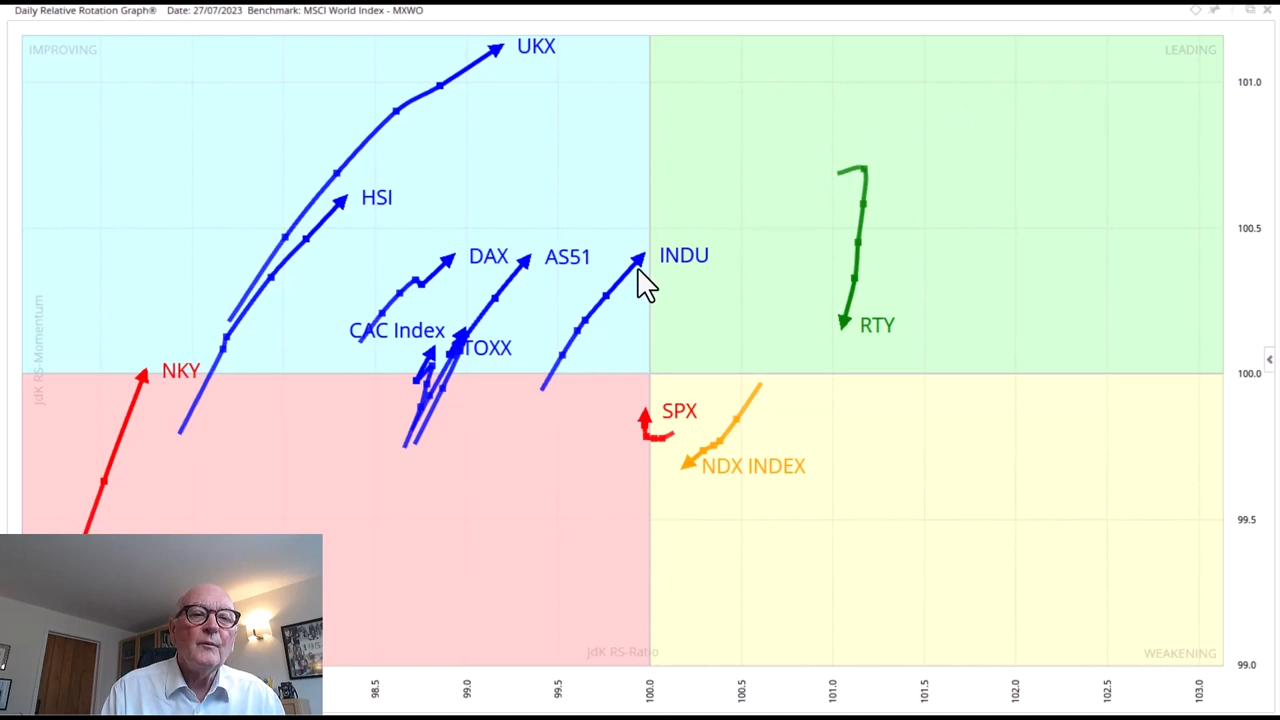 Daily Relative Rotation Graph® Date: 27/07/2023 Benchmark: MSCI World Index - MXWO
IMPROVING
LEADING
UKX
101.0
HSI
100.5
DAX
AS51
INDU
RTY
CAC Index
TOXX
JdK RS-Momentum
NKY
100.0
SPX
NDX INDEX
99.5
JdK RS-Ratio
WEAKENING
99.0
98.5
99.0
99.5
100.0
100.5
101.0
101.5
102.0
102.5
103.0